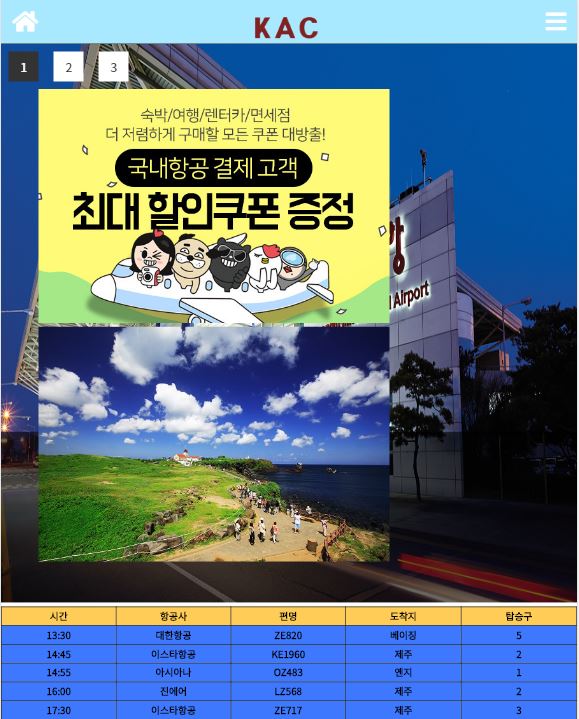 KAC
1 2 3
숙박/여행/렌터카/면세점
더 저렴하게 구매할 모든 쿠폰 대방출!
국내항공 결제 고객
최대 할인쿠폰 증정
항
Airport
시간 항공사 편명 도착지 탑승구
13:30 대한항공 ZE820 베이징 5
14:45 이스타항공 KE1960 제주 2
14:55 아시아나 OZ483 옌지 1
16:00 진에어 LZ568 제주 2
17:30 이스타항공 ZE717 제주 3